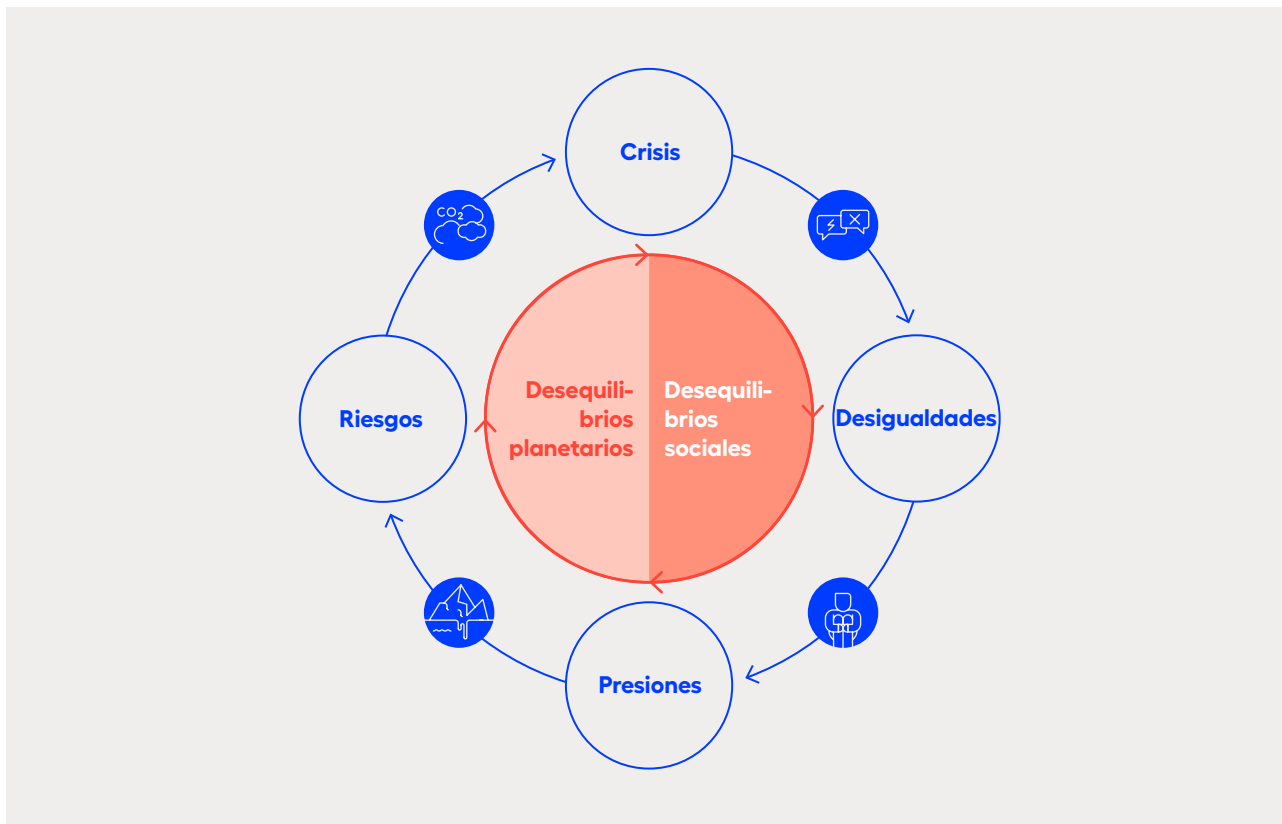 Crisis
CO2
Riesgos
Desequili-
brios
planetarios
Desequili-
brios
sociales
Desigualdades
Presiones